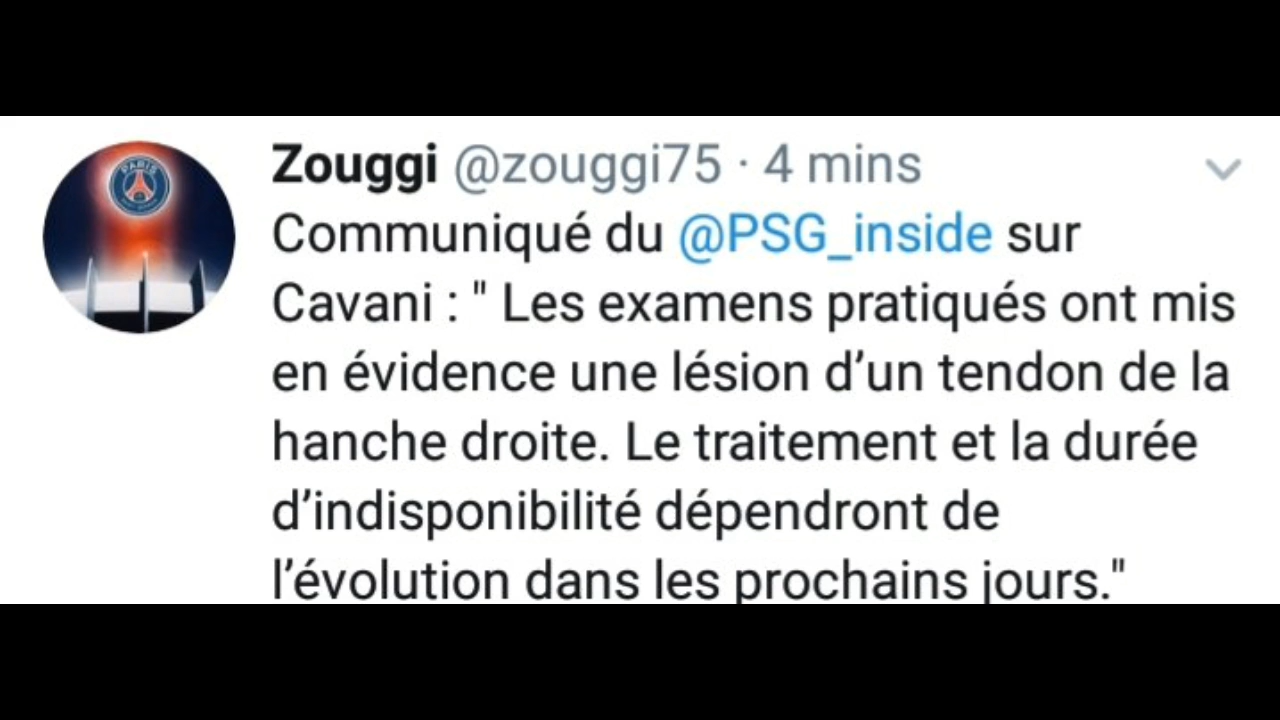 PARIS
Zouggi @zouggi75 · 4 mins
Communiqué du @PSG_inside sur
Cavani : " Les examens pratiqués ont mis
en évidence une lésion d’un tendon de la
hanche droite. Le traitement et la durée
d’indisponibilité dépendront de
l’évolution dans les prochains jours."